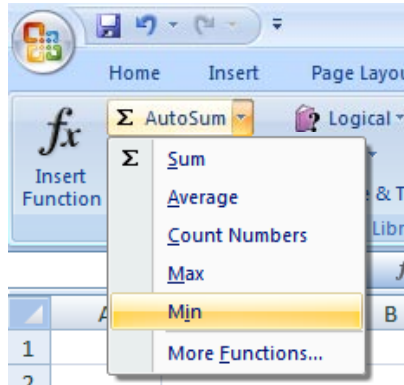 Home Insert Page Layou
Σ AutoSum Logical
fx
Insert
Function
Σ Sum
Average
& T
Count Numbers
Libr
Max
Min
A B
More Functions...
1
2